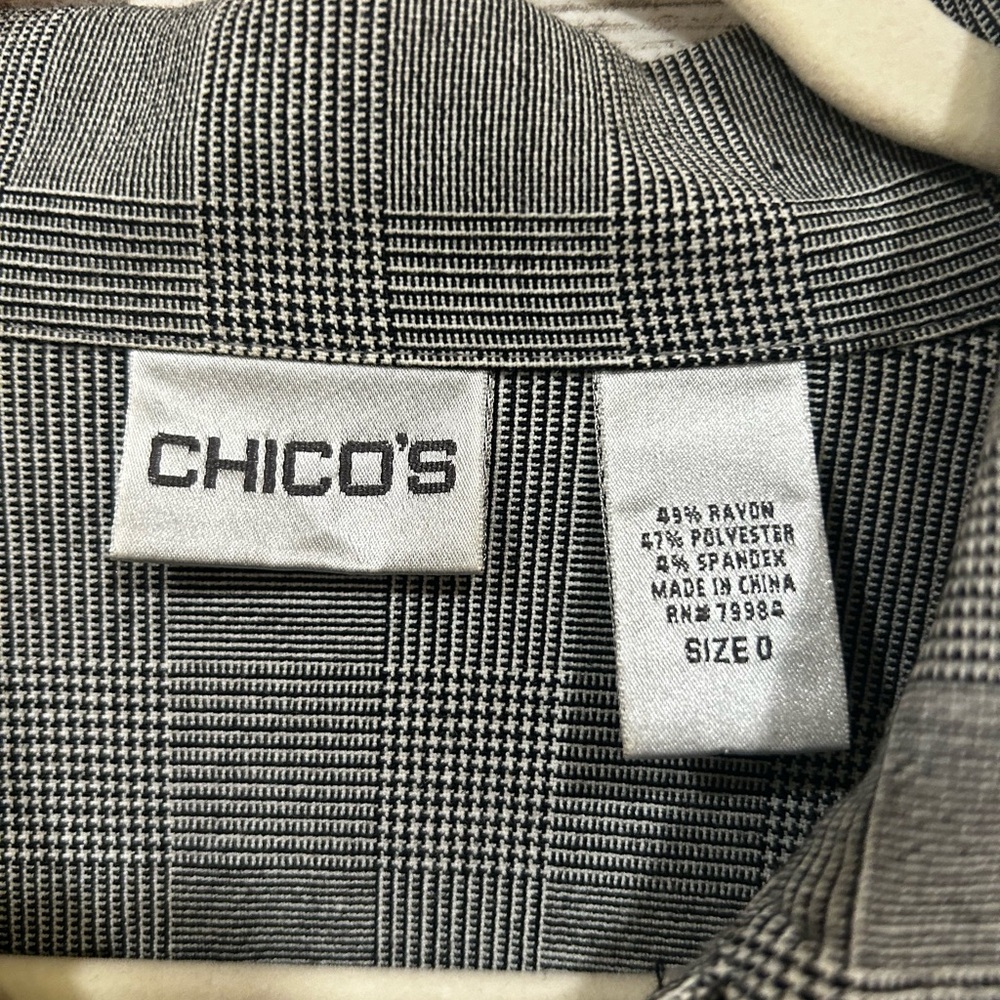 CHICO'S
49% RAYON
47% POLYESTER
4% SPANDEX
MADE IN CHINA
RN# 79984
SIZE 0